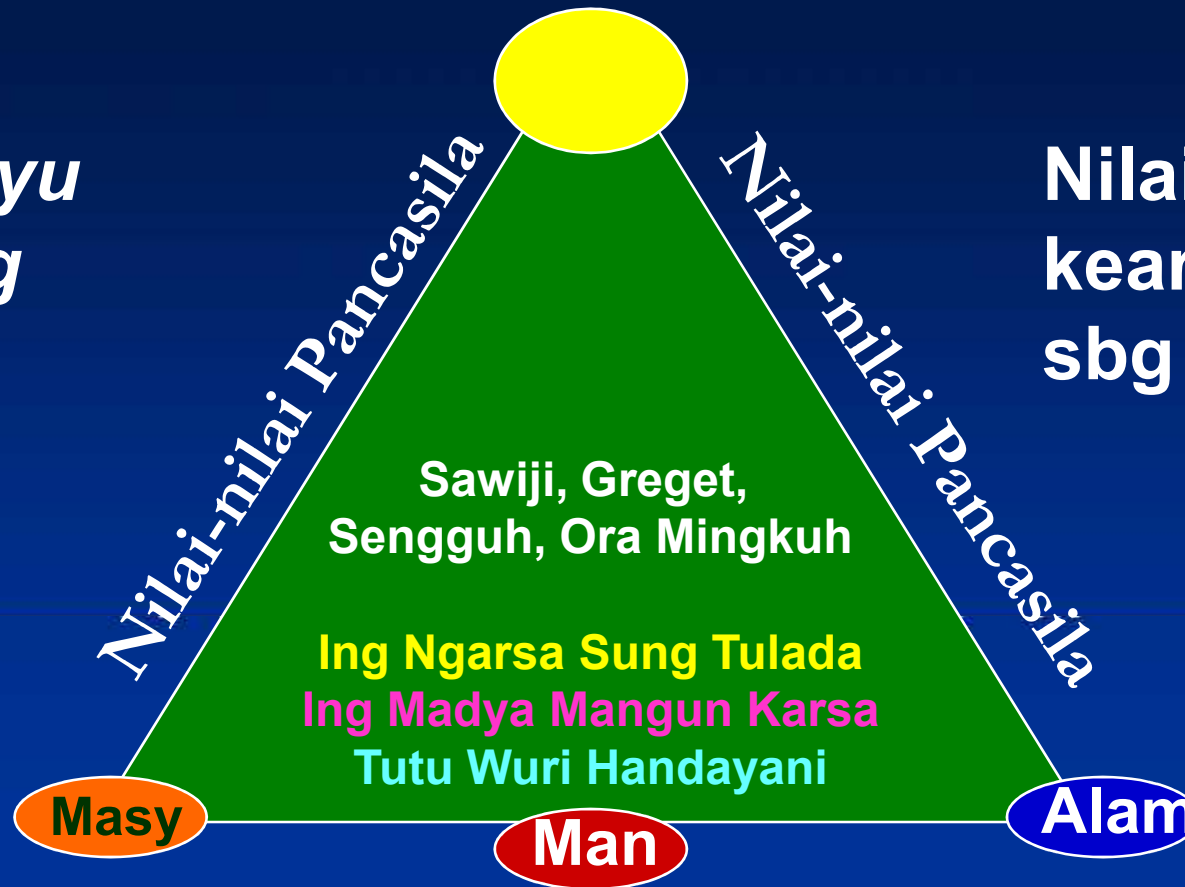 yu
g
Nilai-nilai Pancasila
Nilai-nilai Pancasila
Nilai
kear
sbg
Sawiji, Greget,
Sengguh, Ora Mingkuh
Ing Ngarsa Sung Tulada
Ing Madya Mangun Karsa
Tutu Wuri Handayani
Masy
Man
Alam